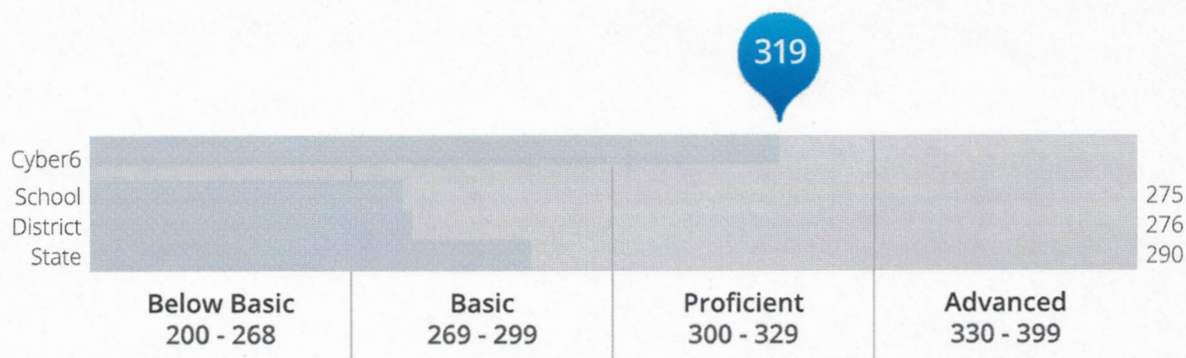 319
Cyber6
School 275
District 276
State 290
Below Basic Basic Proficient Advanced
200 - 268 269 - 299 300 - 329 330 - 399